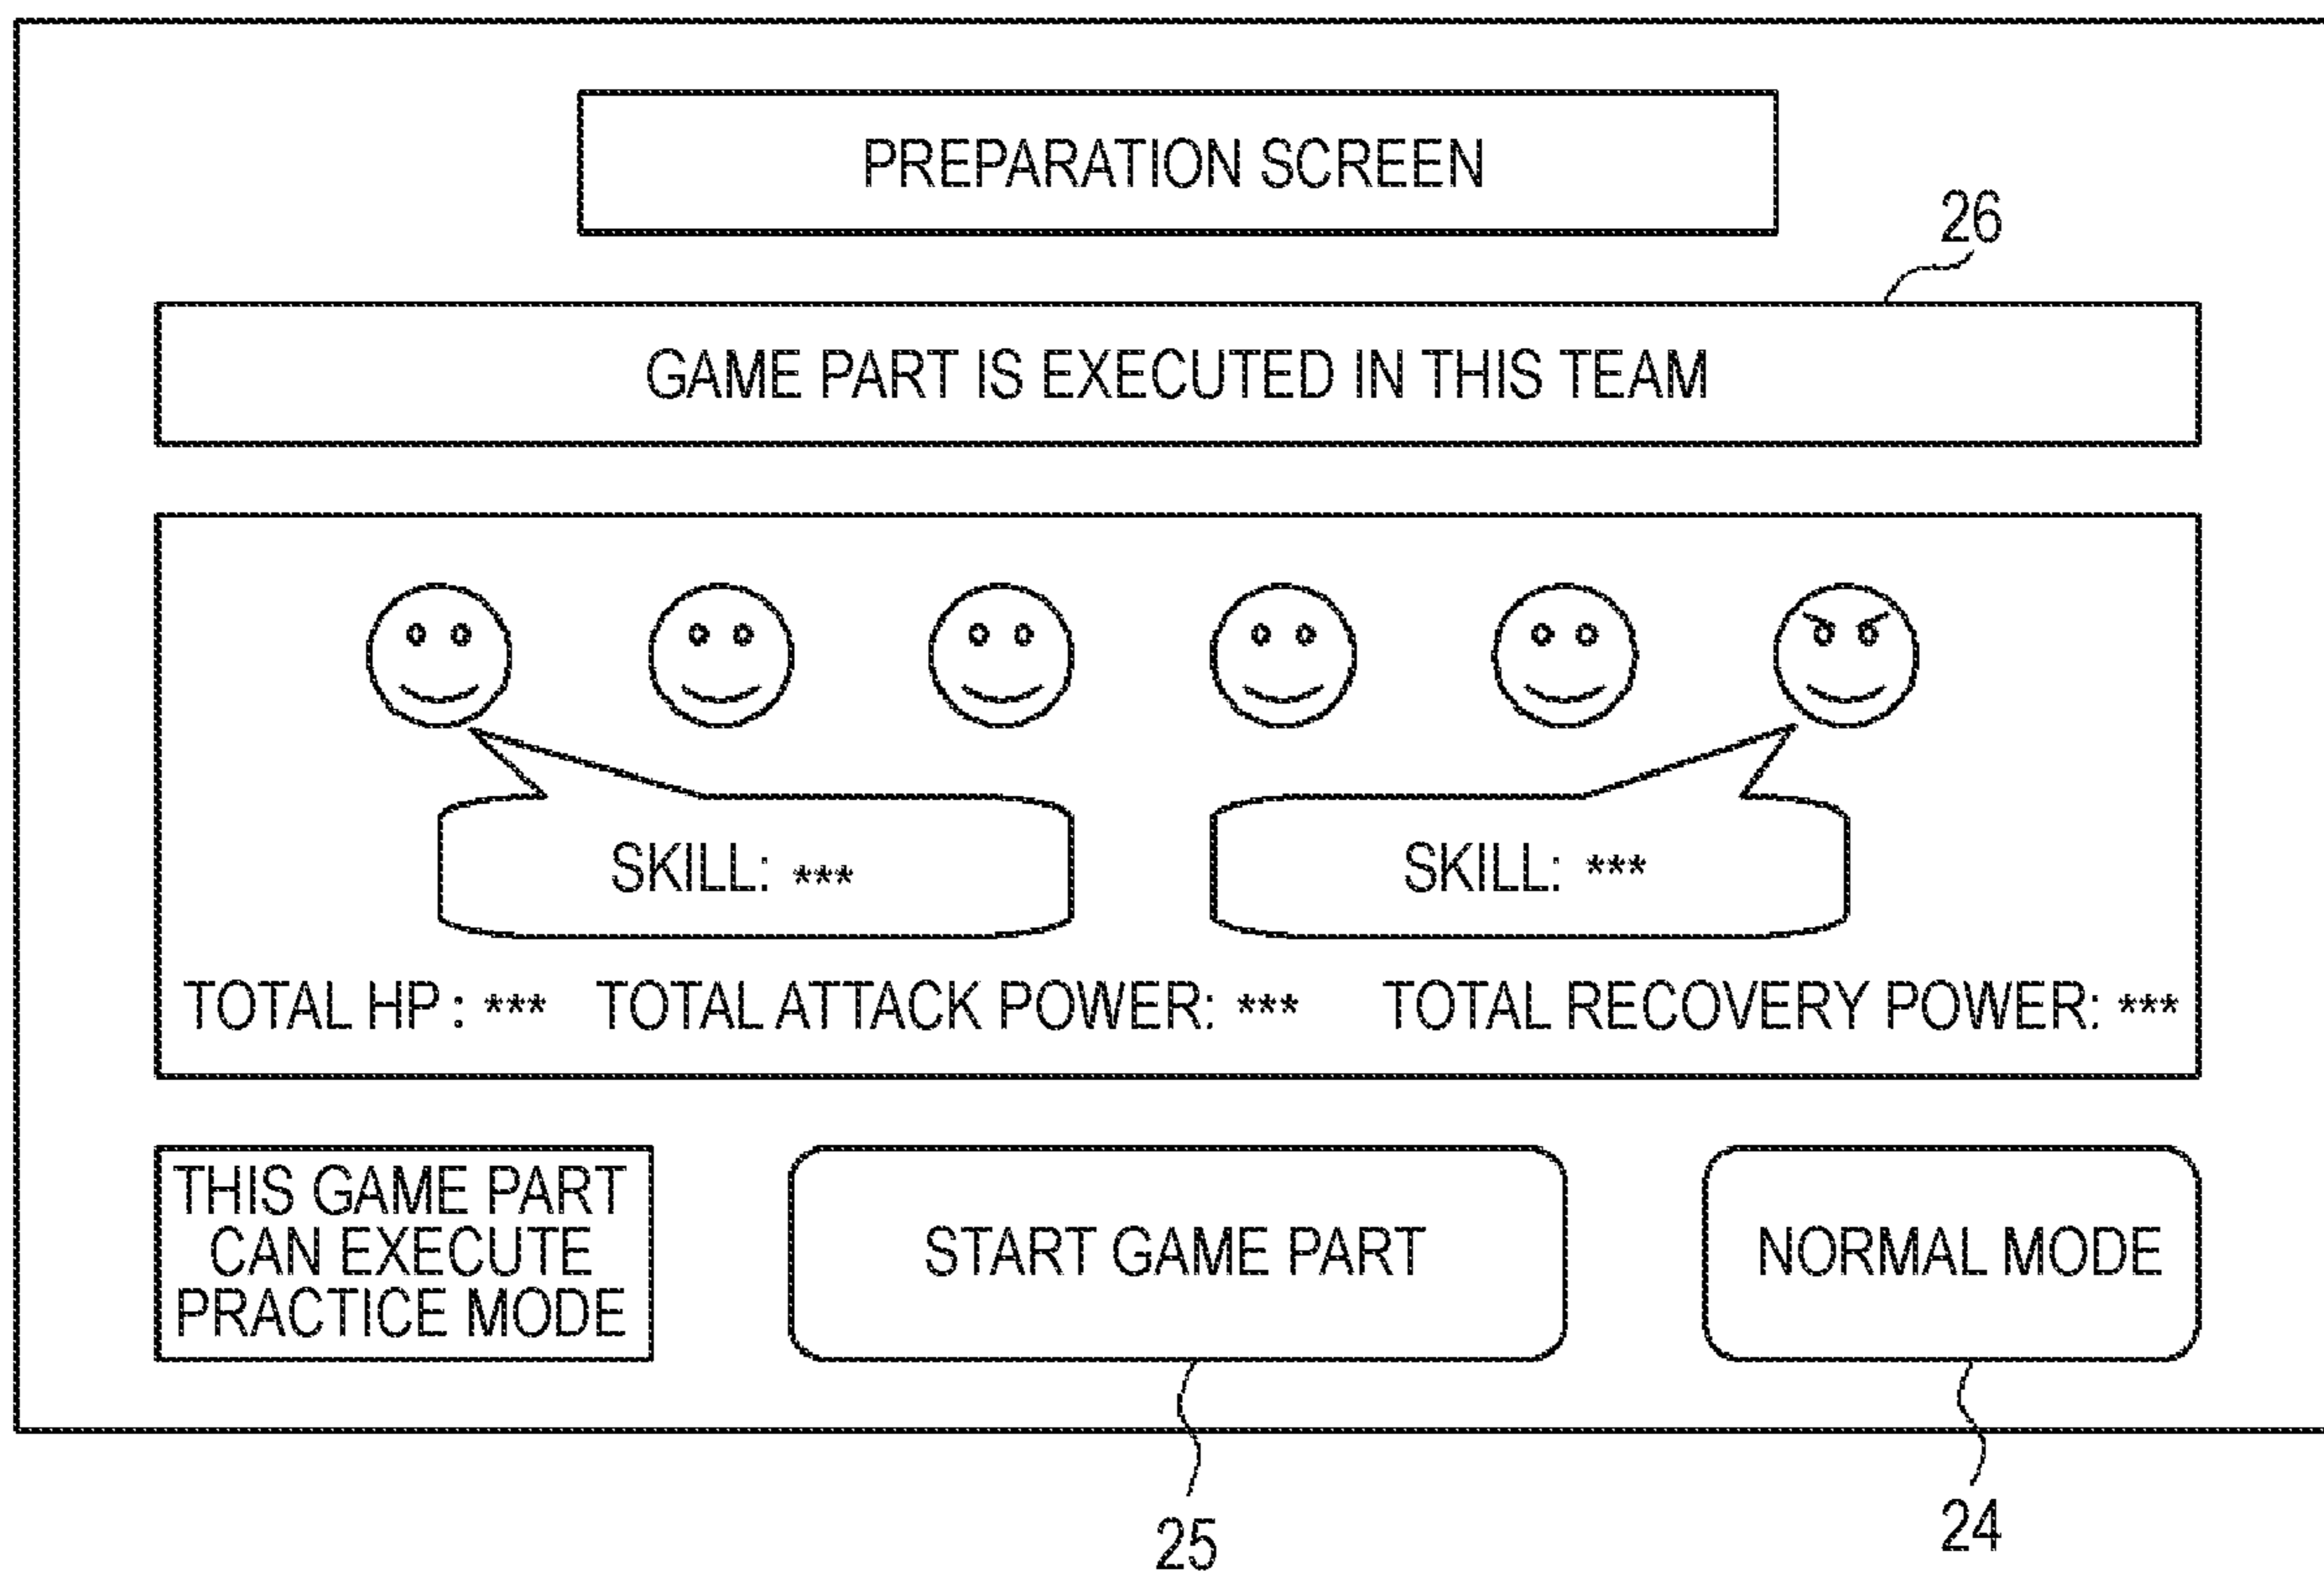 PREPARATION SCREEN
26
GAME PART IS EXECUTED IN THIS TEAM
SKILL: ***
SKILL: ***
TOTAL HP : *** TOTAL ATTACK POWER: *** TOTAL RECOVERY POWER: ***
THIS GAME PART
CAN EXECUTE
PRACTICE MODE
START GAME PART
NORMAL MODE
25
24